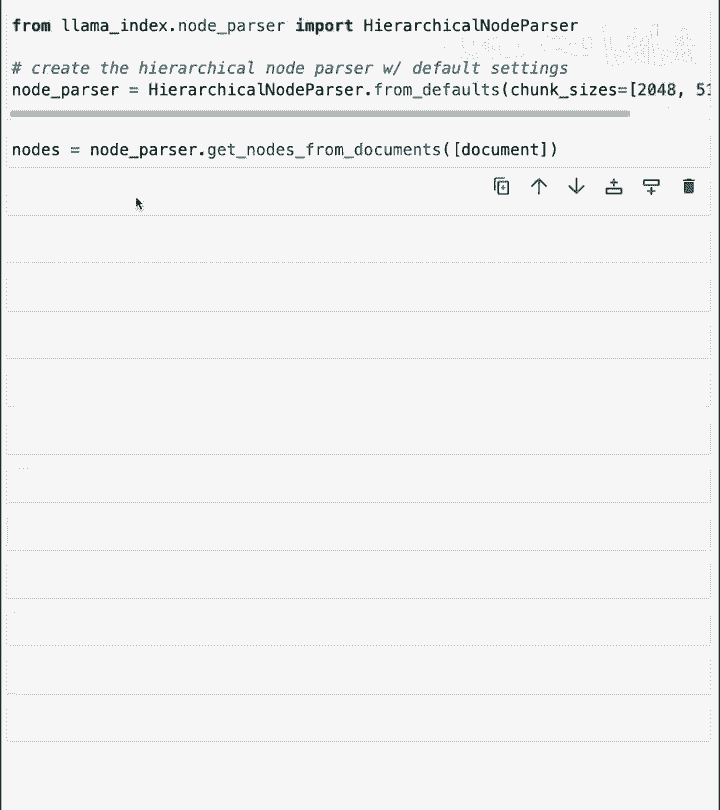 from llama_index.node_parser import HierarchicalNodeParser
# create the hierarchical node parser w/ default settings
node_parser = HierarchicalNodeParser.from_defaults(chunk_sizes=[2048, 51
nodes = node_parser.get_nodes_from_documents([document])